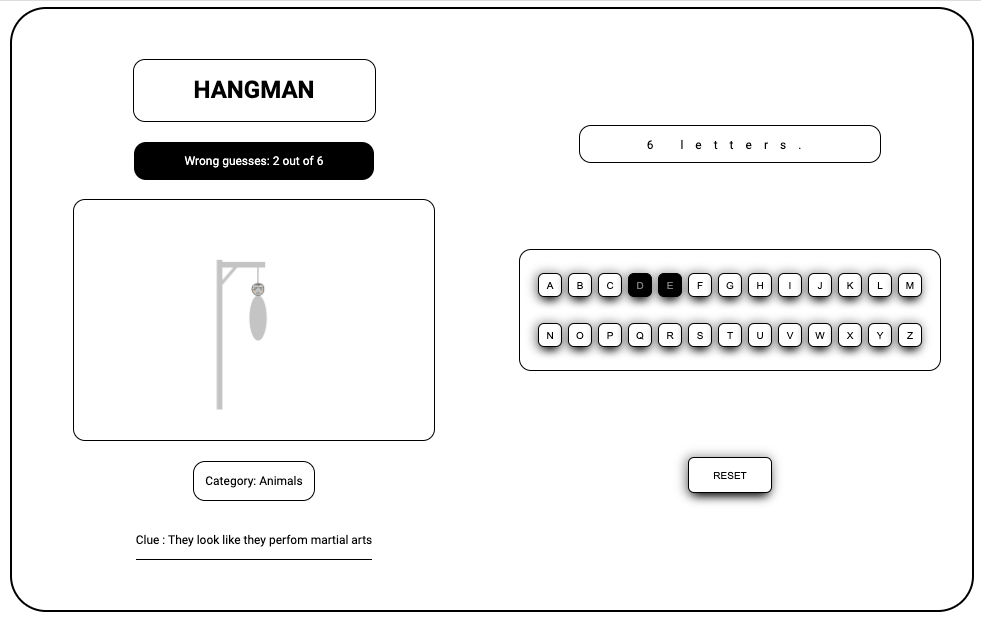 HANGMAN
Wrong guesses: 2 out of 6
Category: Animals
Clue : They look like they perfom martial arts
6 letters.
A B C D E F G H I J K L M
N O P Q R S T U V W X Y Z
RESET